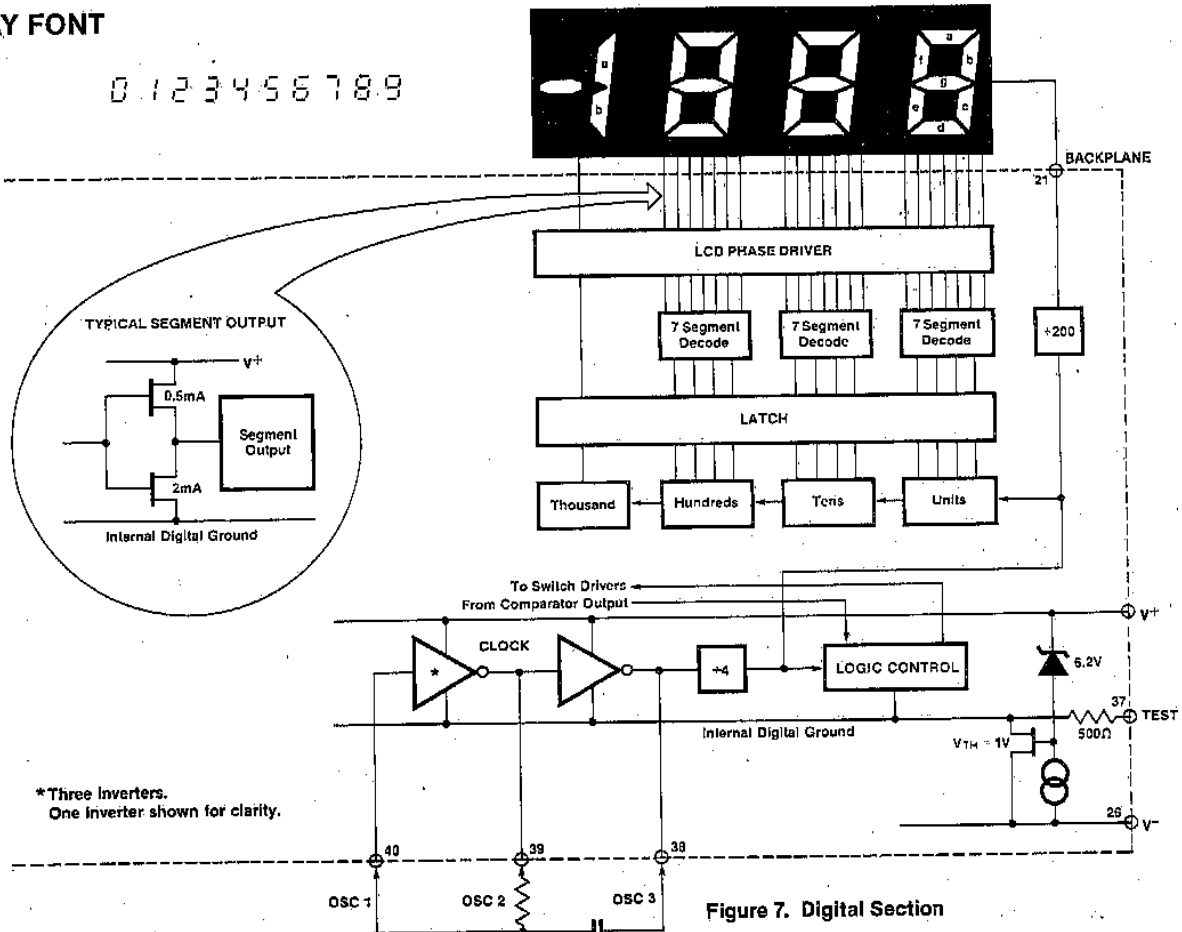 Y FONT
0 1 2 3 4 5 6 7 8 9
a
b
a
f
b
g
e
c
d
BACKPLANE
21
LCD PHASE DRIVER
TYPICAL SEGMENT OUTPUT
V+
0.5mA
Segment
Output
2mA
Internal Digital Ground
7 Segment
Decode
7 Segment
Decode
7 Segment
Decode
÷200
LATCH
Thousand
Hundreds
Tens
Units
To Switch Drivers
From Comparator Output
V+
CLOCK
*
÷4
LOGIC CONTROL
6.2V
37
TEST
500Ω
Internal Digital Ground
VTH = 1V
26
V-
*Three Inverters.
One inverter shown for clarity.
40
39
38
OSC 1
OSC 2
OSC 3
Figure 7. Digital Section